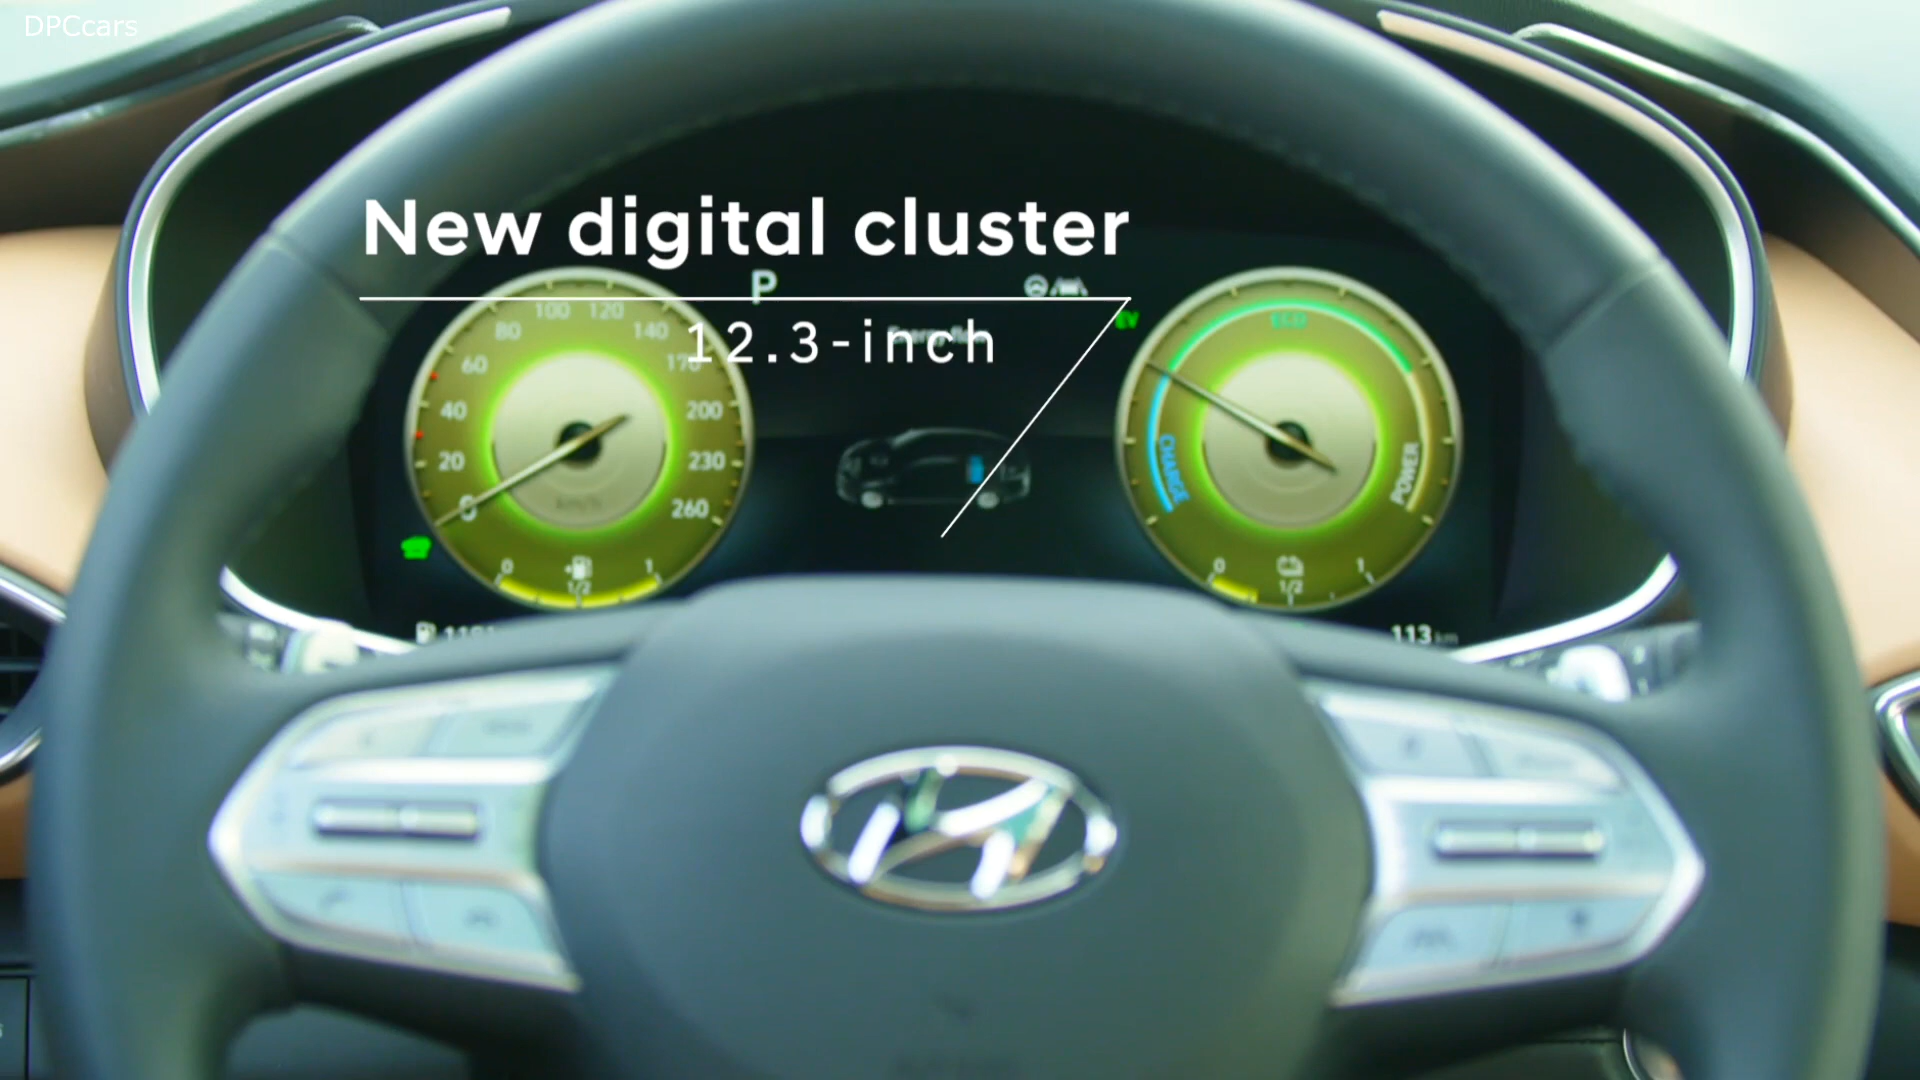 DPCcars
New digital cluster
P
12.3-inch
EV
ECO
100 120
80 140
60 170
40 200
20 230
0 260
CHARGE
POWER
0 1/2 1
0 1/2 1
113 km